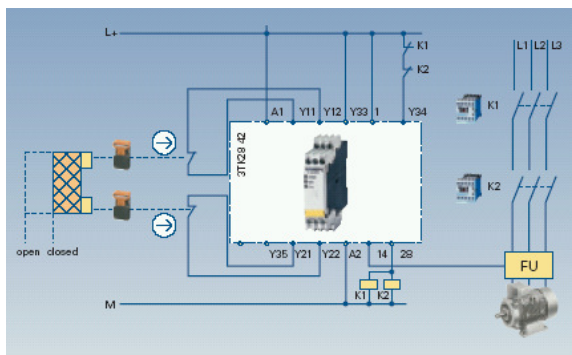 L+
K1
K2
L1 L2 L3
A1 Y11 Y12 Y33 1 Y34
K1
3TK28 42
K2
open closed
Y35 Y21 Y22 A2 14 28
K1 K2
FU
M